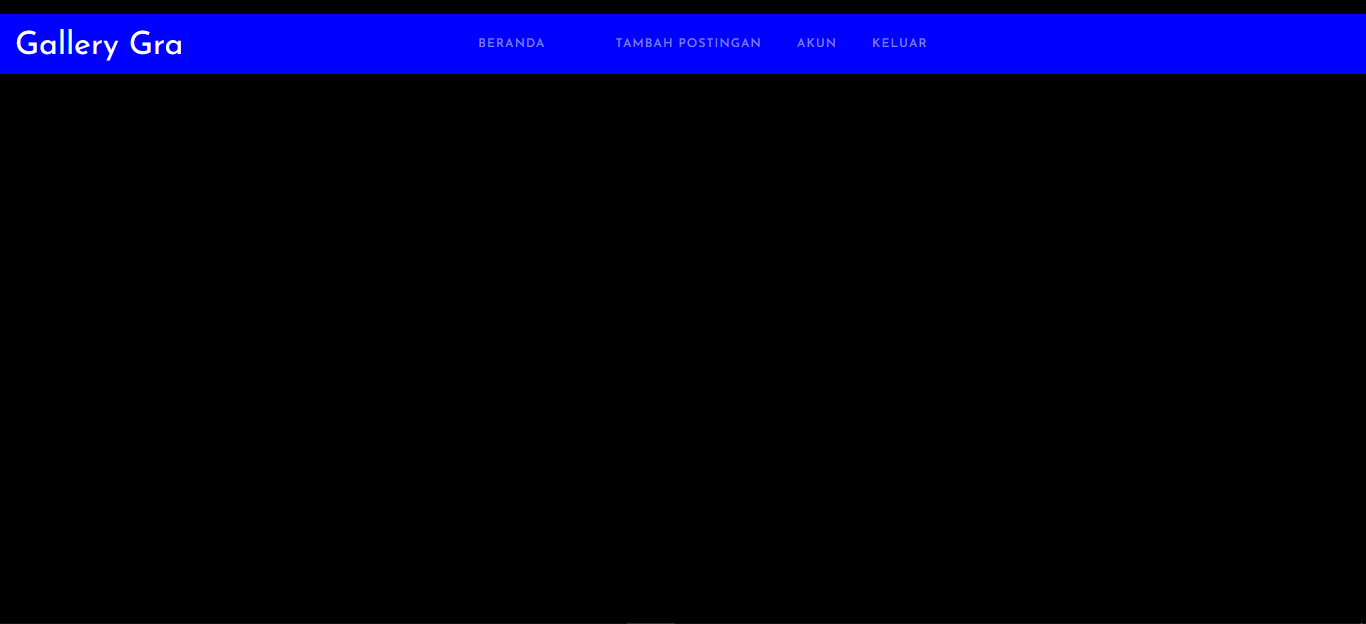 Gallery Gra
BERANDA TAMBAH POSTINGAN AKUN KELUAR